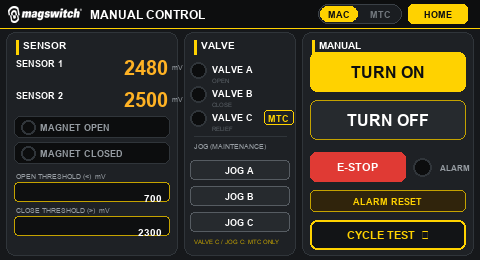 magswitch MANUAL CONTROL MAC MTC HOME
SENSOR
SENSOR 1 2480 mV
SENSOR 2 2500 mV
MAGNET OPEN
MAGNET CLOSED
OPEN THRESHOLD (<) mV
700
CLOSE THRESHOLD (>) mV
2300
VALVE
VALVE A
OPEN
VALVE B
CLOSE
VALVE C MTC
RELIEF
JOG (MAINTENANCE)
JOG A
JOG B
JOG C
VALVE C / JOG C: MTC ONLY
MANUAL
TURN ON
TURN OFF
E-STOP ALARM
ALARM RESET
CYCLE TEST